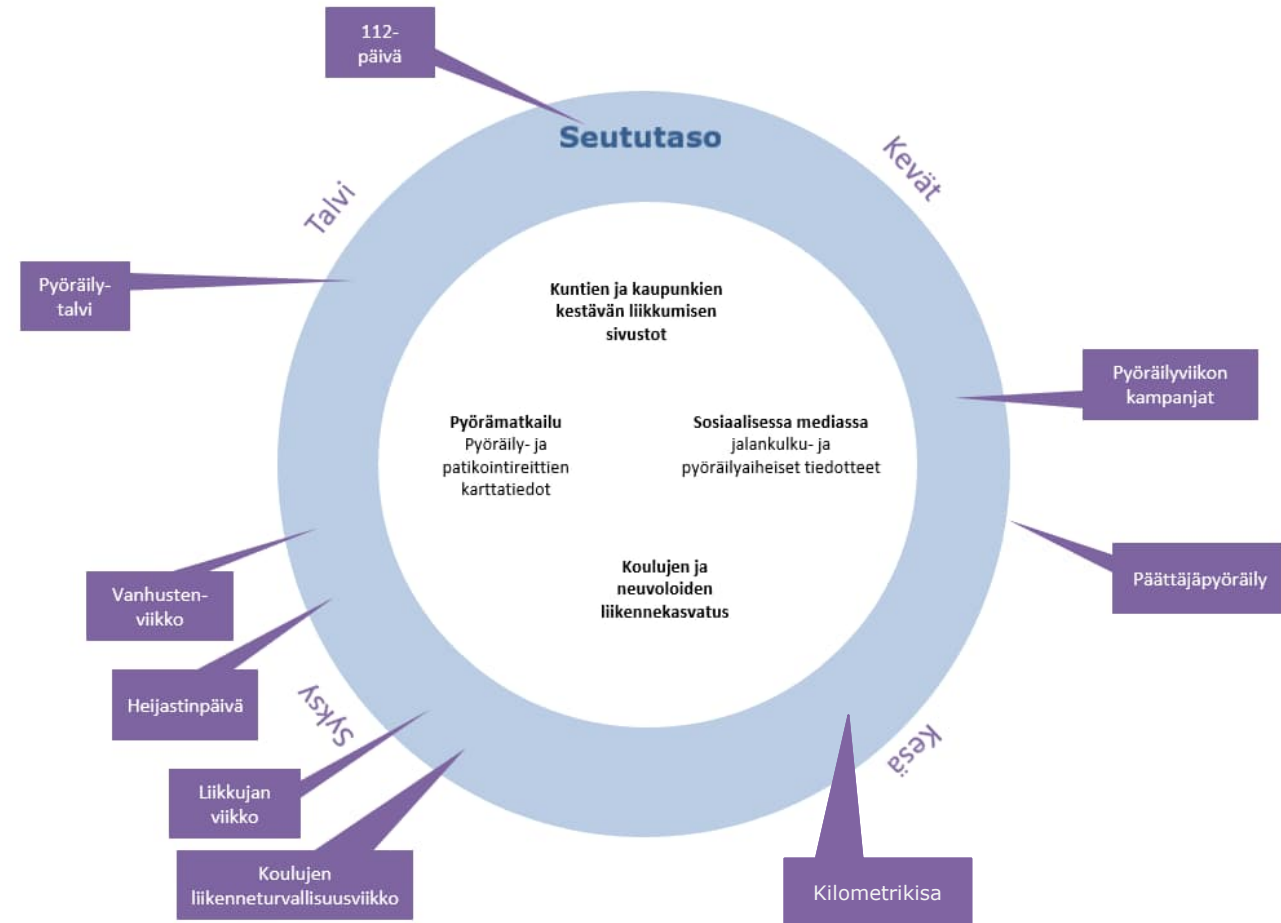 112-
päivä
Seututaso
Kevät
Talvi
Pyöräily-
talvi
Kuntien ja kaupunkien
kestävän liikkumisen
sivustot
Pyöräilyviikon
kampanjat
Pyörämatkailu
Pyöräily- ja
patikointireittien
karttatiedot
Sosiaalisessa mediassa
jalankulku- ja
pyöräilyaiheiset tiedotteet
Päättäjäpyöräily
Koulujen ja
neuvoloiden
liikennekasvatus
Vanhusten-
viikko
Heijastinpäivä
Syksy
Kesä
Liikkujan
viikko
Koulujen
liikenneturvallisuusviikko
Kilometrikisa